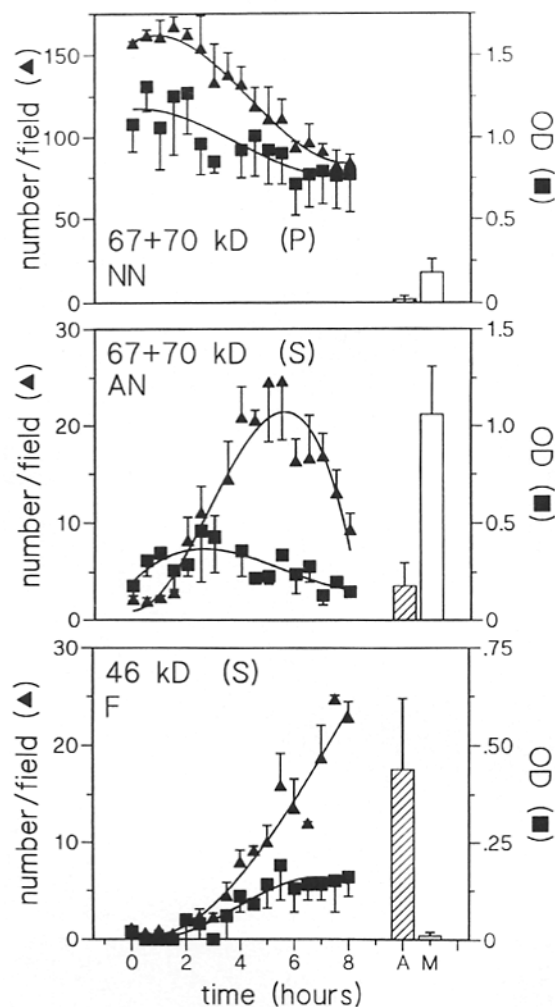 150
100
50
0
number/field (▲)
1.5
1.0
0.5
0
OD (■)
67+70 kD (P)
NN
30
20
10
0
number/field (▲)
1.5
1.0
0.5
0
OD (■)
67+70 kD (S)
AN
30
20
10
0
number/field (▲)
.75
.50
.25
0
OD (■)
46 kD (S)
F
0 2 4 6 8 A M
time (hours)